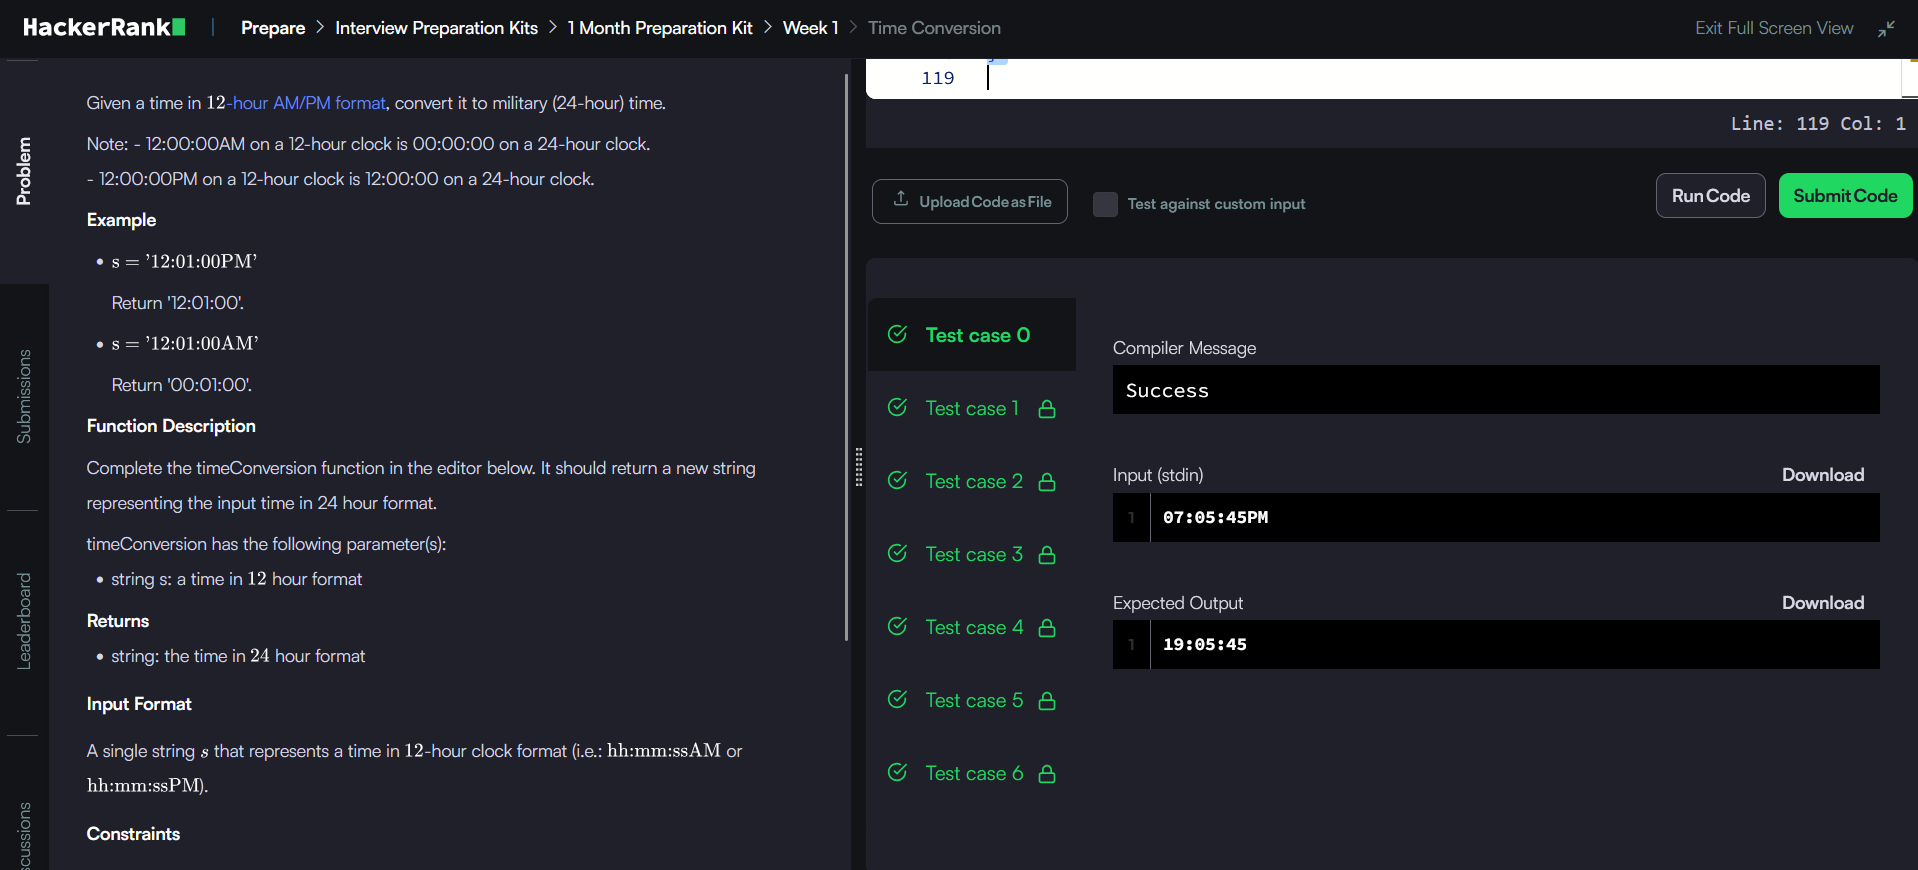 HackerRank
Prepare > Interview Preparation Kits > 1 Month Preparation Kit > Week 1 > Time Conversion
Exit Full Screen View
Problem
Submissions
Leaderboard
Given a time in 12-hour AM/PM format, convert it to military (24-hour) time.
Note: - 12:00:00AM on a 12-hour clock is 00:00:00 on a 24-hour clock.
- 12:00:00PM on a 12-hour clock is 12:00:00 on a 24-hour clock.
Example
• s = ’12:01:00PM’
Return '12:01:00'.
• s = ’12:01:00AM’
Return '00:01:00'.
Function Description
Complete the timeConversion function in the editor below. It should return a new string
representing the input time in 24 hour format.
timeConversion has the following parameter(s):
• string s: a time in 12 hour format
Returns
• string: the time in 24 hour format
Input Format
A single string s that represents a time in 12-hour clock format (i.e.: hh:mm:ssAM or
hh:mm:ssPM).
Constraints
119
Line: 119 Col: 1
Upload Code as File
Test against custom input
Run Code
Submit Code
Test case 0
Test case 1
Test case 2
Test case 3
Test case 4
Test case 5
Test case 6
Compiler Message
Success
Input (stdin)
Download
1 07:05:45PM
Expected Output
Download
1 19:05:45